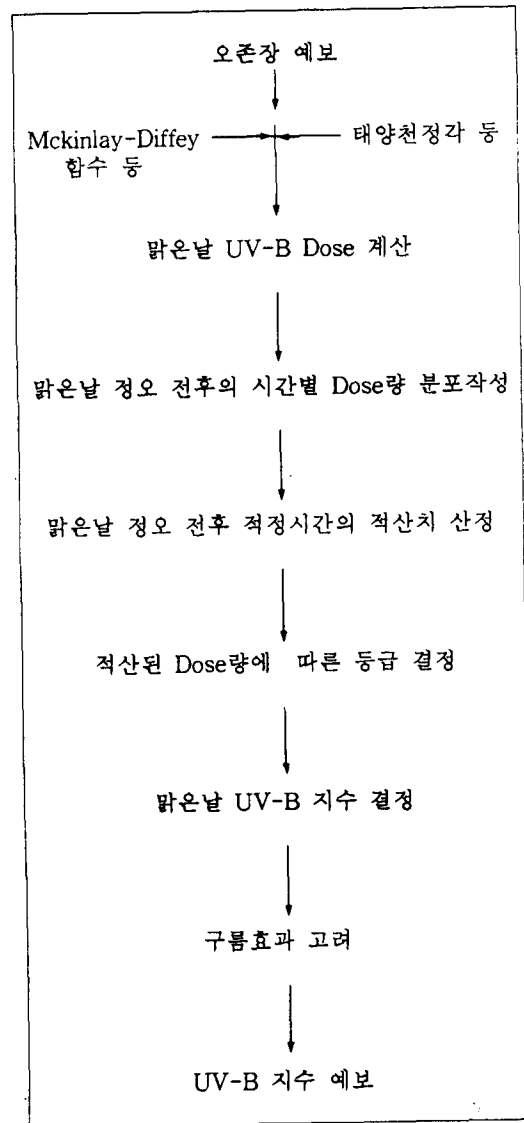 오존장 예보
Mckinlay-Diffey
함수 등
태양천정각 등
맑은날 UV-B Dose 계산
맑은날 정오 전후의 시간별 Dose량 분포작성
맑은날 정오 전후 적정시간의 적산치 산정
적산된 Dose량에 따른 등급 결정
맑은날 UV-B 지수 결정
구름효과 고려
UV-B 지수 예보